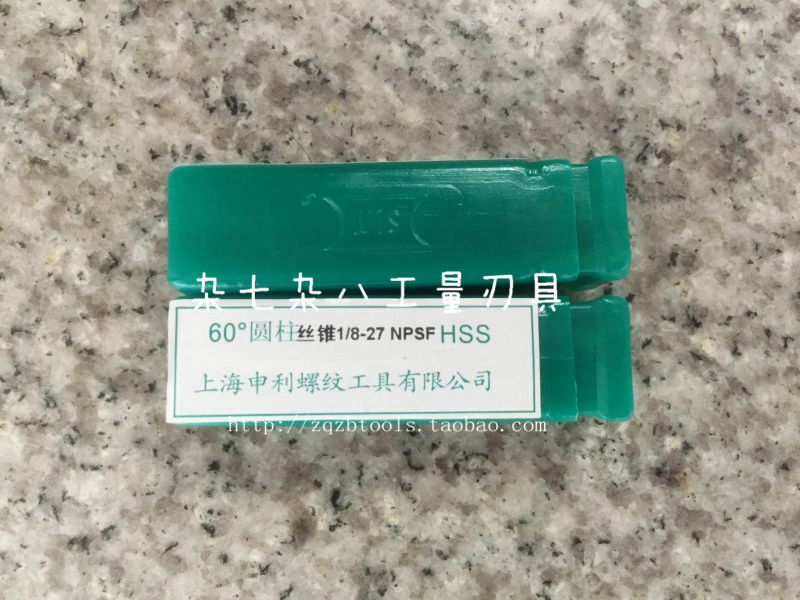 杂七杂八工量刃具
60°圆柱丝锥1/8-27 NPSF HSS
上海申利螺纹工具有限公司
http://zqzbtools.taobao.com